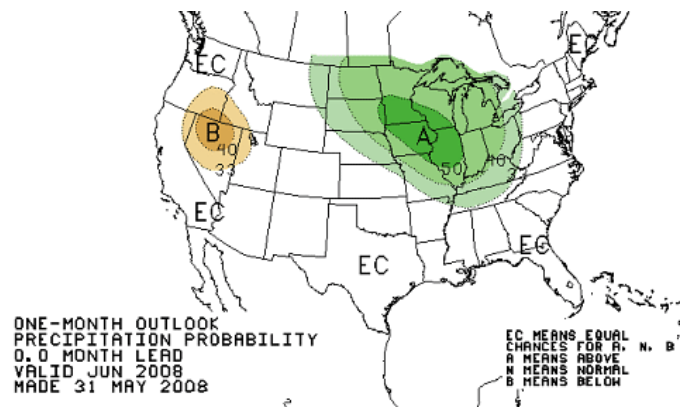 EC
EC
B
A
40
33
50
40
EC
EC
EC
ONE-MONTH OUTLOOK
PRECIPITATION PROBABILITY
0.0 MONTH LEAD
VALID JUN 2008
MADE 31 MAY 2008
EC MEANS EQUAL
CHANCES FOR A, N, B
A MEANS ABOVE
N MEANS NORMAL
B MEANS BELOW